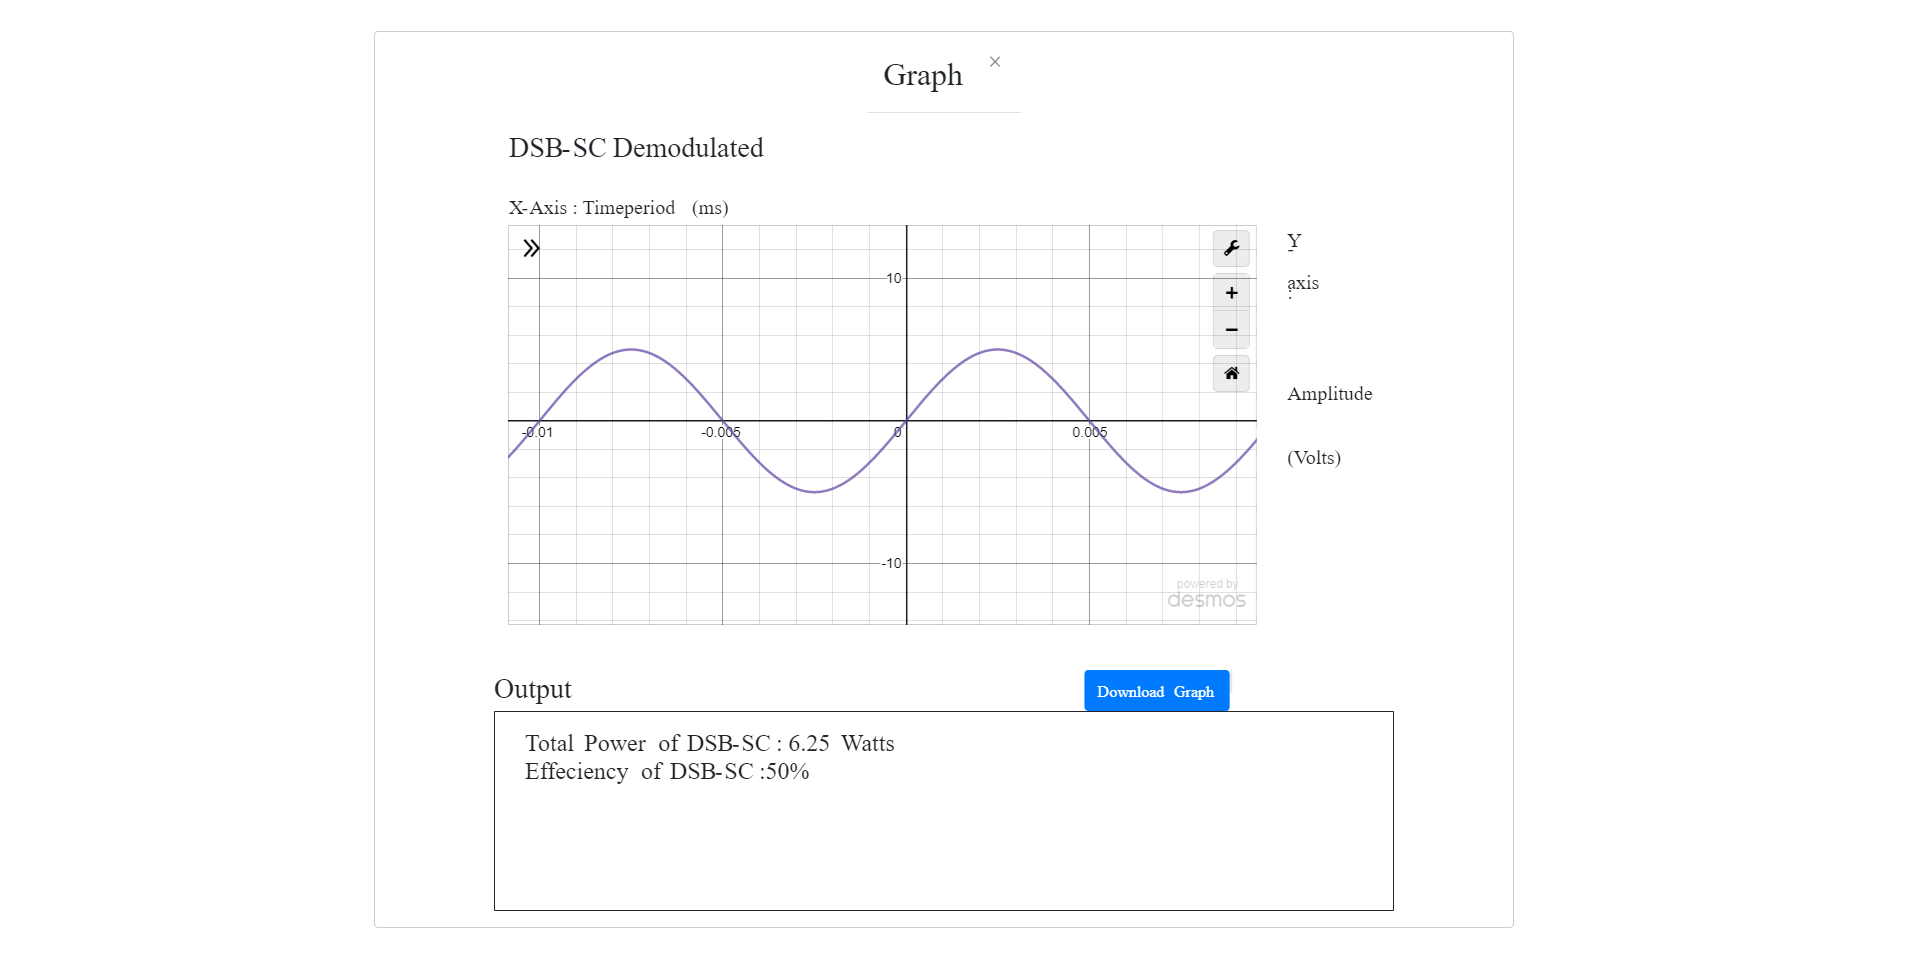 Graph ×
DSB-SC Demodulated
X-Axis : Timeperiod (ms)
Y
-
axis
:
Amplitude
(Volts)
10
-0.01 -0.005 0 0.005
-10
powered by
desmos
Output
Download Graph
Total Power of DSB-SC : 6.25 Watts
Effeciency of DSB-SC :50%